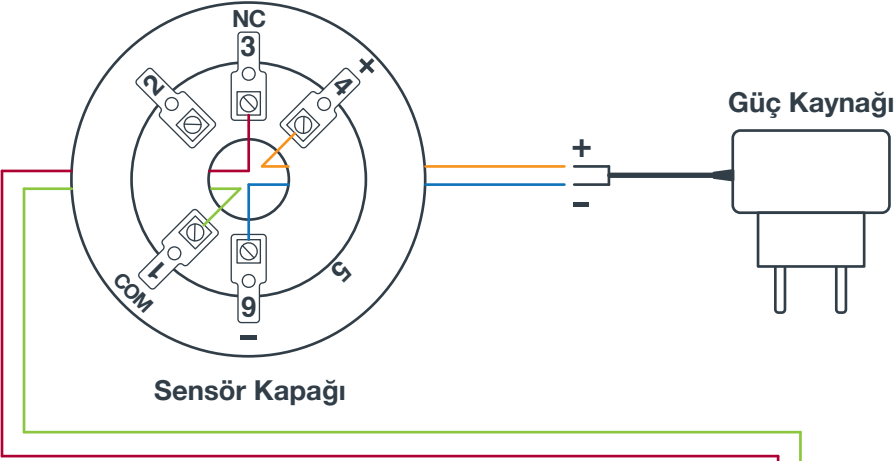 NC
3
2
4
+
Güç Kaynağı
+
-
1
COM
5
6
-
Sensör Kapağı